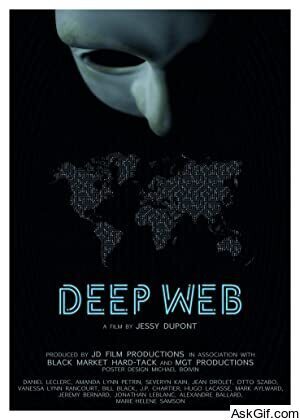 DEEP WEB
A FILM BY JESSY DUPONT
PRODUCED BY JD FILM PRODUCTIONS IN ASSOCIATION WITH
BLACK MARKET HARD-TACK AND MGT PRODUCTIONS
POSTER DESIGN MICHAEL BOIVIN
DANIEL LECLERC, AMANDA LYNN PETRIN, SEVERYN KAIN, JEAN DROLET, OTTO SZABO,
VANESSA LYNN RANCOURT, BILL BLACK, J.P. CHARTIER, HUGO LACASSE, MARK AYLWARD,
JEREMY BERNARD, JONATHAN LEBLANC, ALEXANDRE BALLARD,
MARIE HELENE SAMSON
AskGif.com